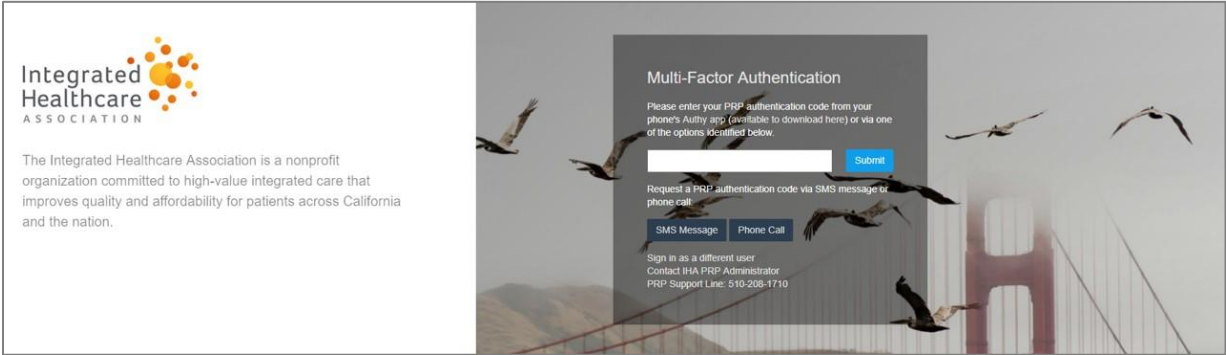 Integrated
Healthcare
ASSOCIATION
The Integrated Healthcare Association is a nonprofit
organization committed to high-value integrated care that
improves quality and affordability for patients across California
and the nation.
Multi-Factor Authentication
Please enter your PRP authentication code from your
phone's Authy app (available to download here) or via one
of the options identified below.
Submit
Request a PRP authentication code via SMS message or
phone call:
SMS Message Phone Call
Sign in as a different user
Contact IHA PRP Administrator
PRP Support Line: 510-208-1710